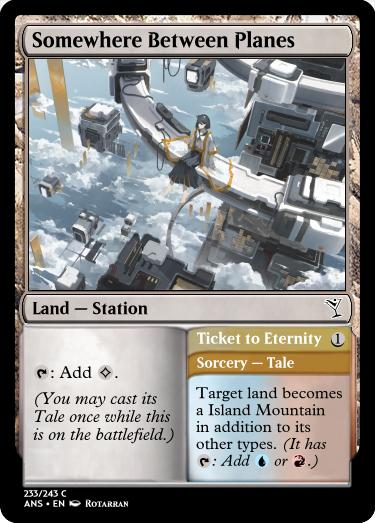 Somewhere Between Planes
Land — Station
: Add .
(You may cast its
Tale once while this
is on the battlefield.)
Ticket to Eternity 1
Sorcery — Tale
Target land becomes
a Island Mountain
in addition to its
other types. (It has
: Add or .)
233/243 C
ANS • EN Rotarran